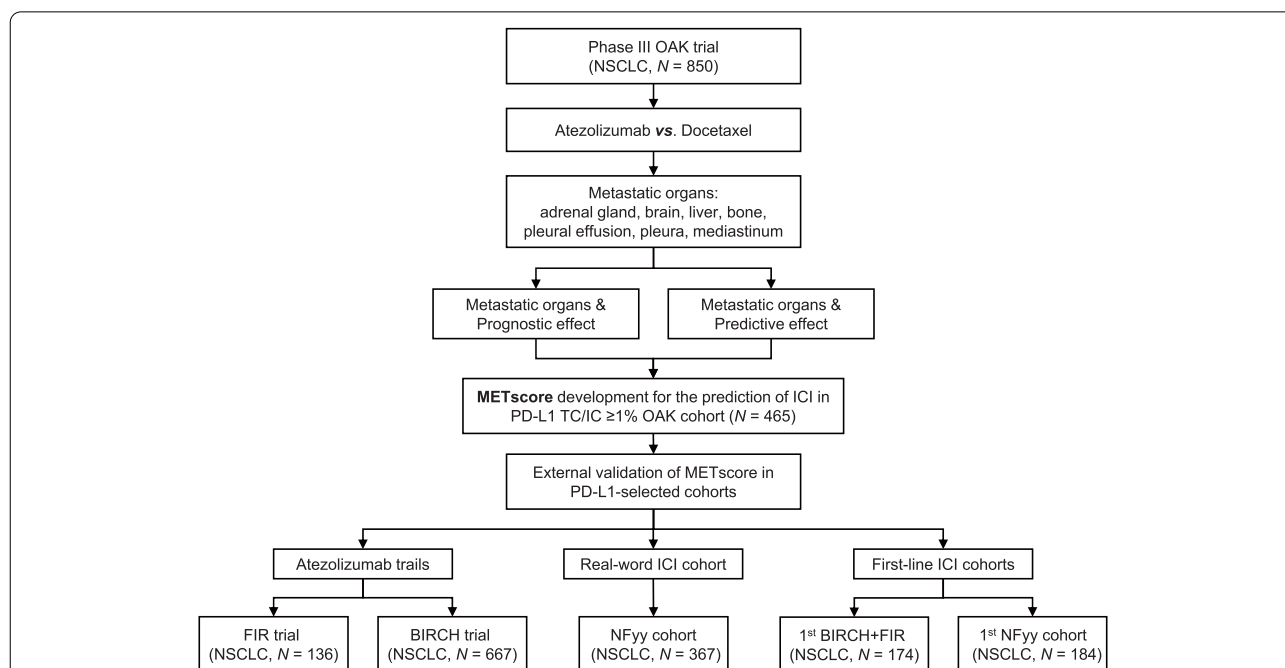 Phase III OAK trial
(NSCLC, N = 850)
Atezolizumab vs. Docetaxel
Metastatic organs:
adrenal gland, brain, liver, bone,
pleural effusion, pleura, mediastinum
Metastatic organs &
Prognostic effect
Metastatic organs &
Predictive effect
METscore development for the prediction of ICI in
PD-L1 TC/IC ≥1% OAK cohort (N = 465)
External validation of METscore in
PD-L1-selected cohorts
Atezolizumab trails
Real-word ICI cohort
First-line ICI cohorts
FIR trial
(NSCLC, N = 136)
BIRCH trial
(NSCLC, N = 667)
NFyy cohort
(NSCLC, N = 367)
1st BIRCH+FIR
(NSCLC, N = 174)
1st NFyy cohort
(NSCLC, N = 184)